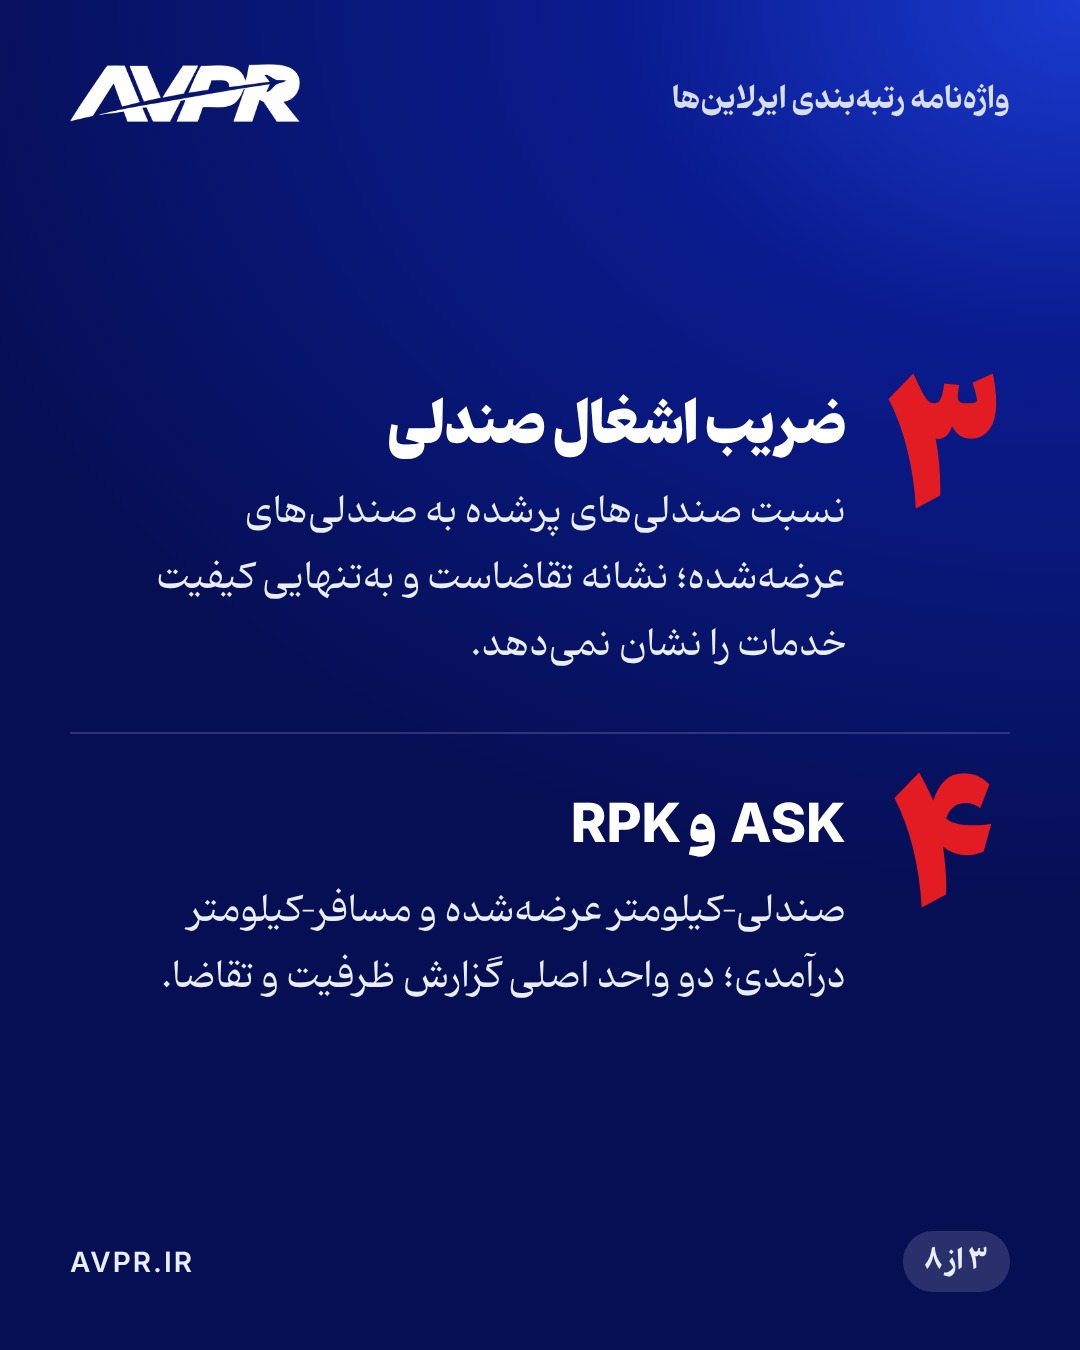 واژه‌نامه رتبه‌بندی ایرلاین‌ها
AVPR
۳
ضریب اشغال صندلی
نسبت صندلی‌های پرشده به صندلی‌های
عرضه‌شده؛ نشانه تقاضاست و به‌تنهایی کیفیت
خدمات را نشان نمی‌دهد.
۴
ASK و RPK
صندلی-کیلومتر عرضه‌شده و مسافر-کیلومتر
درآمدی؛ دو واحد اصلی گزارش ظرفیت و تقاضا.
۳ از ۸
AVPR.IR